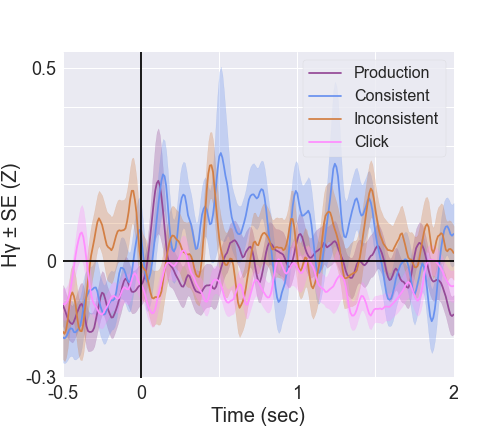 Hγ ± SE (Z)
0.5
0
-0.3
Production
Consistent
Inconsistent
Click
-0.5 0 1 2
Time (sec)